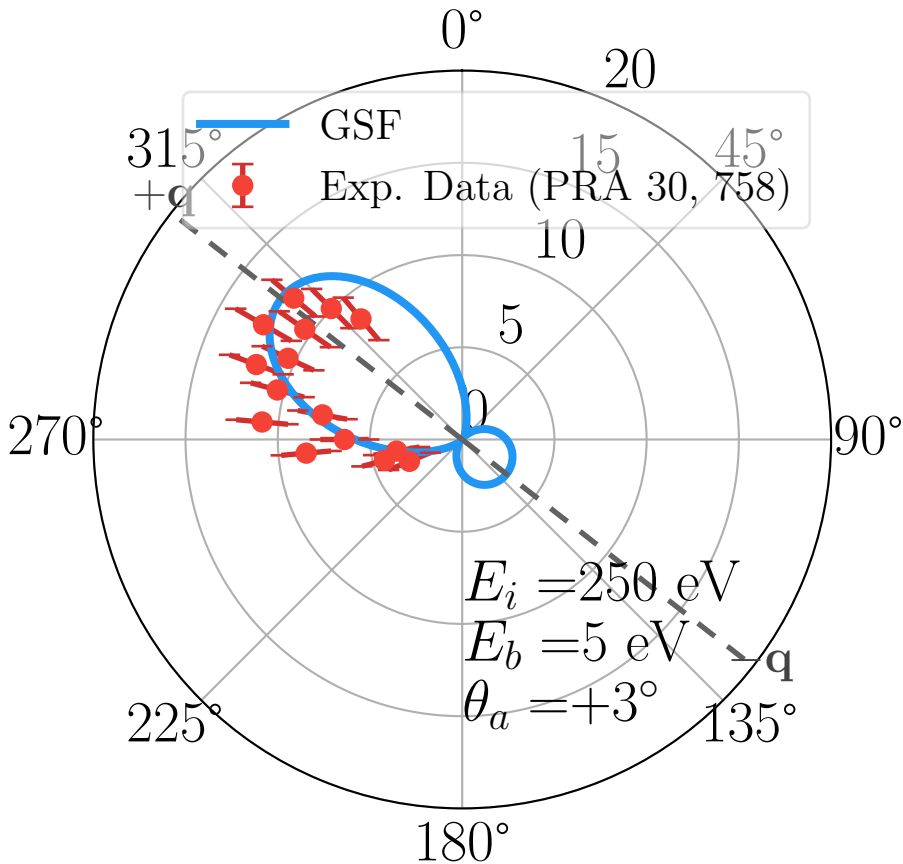 0°
20
GSF
315°
15
45°
+q
Exp. Data (PRA 30, 758)
10
5
0
270°
90°
E_i =250 eV
E_b =5 eV
−q
θ_a =+3°
225°
135°
180°